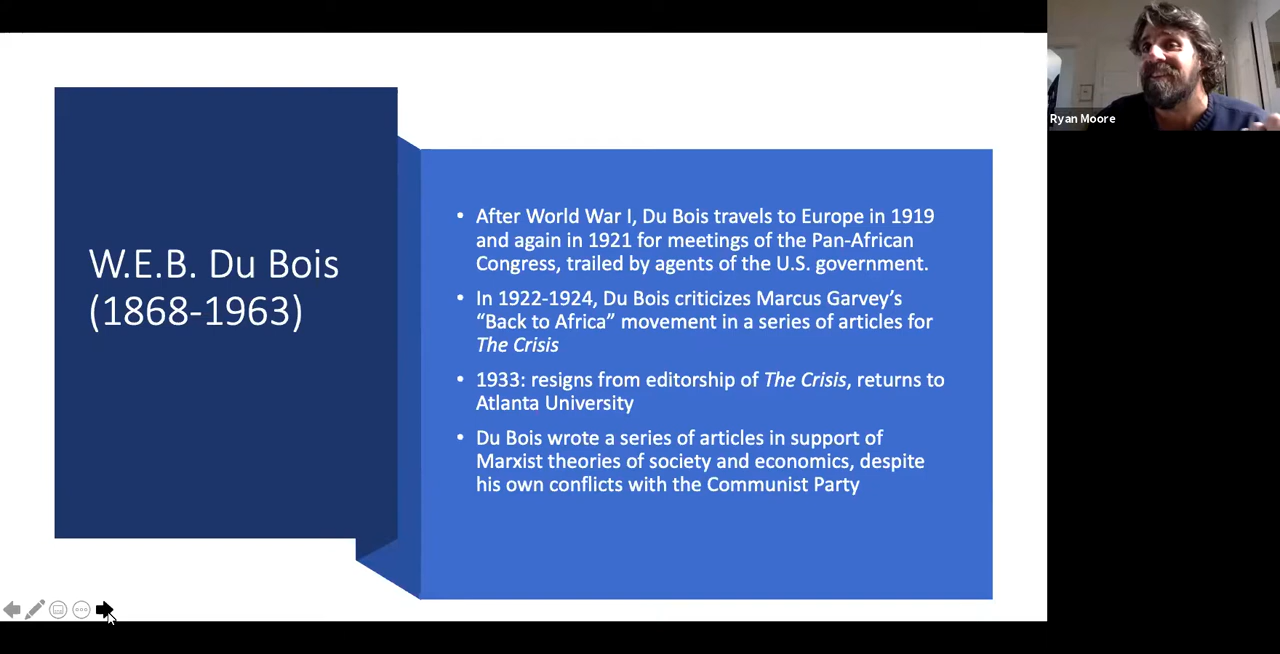 W.E.B. Du Bois
(1868-1963)
• After World War I, Du Bois travels to Europe in 1919
and again in 1921 for meetings of the Pan-African
Congress, trailed by agents of the U.S. government.
• In 1922-1924, Du Bois criticizes Marcus Garvey’s
“Back to Africa” movement in a series of articles for
The Crisis
• 1933: resigns from editorship of The Crisis, returns to
Atlanta University
• Du Bois wrote a series of articles in support of
Marxist theories of society and economics, despite
his own conflicts with the Communist Party
Ryan Moore